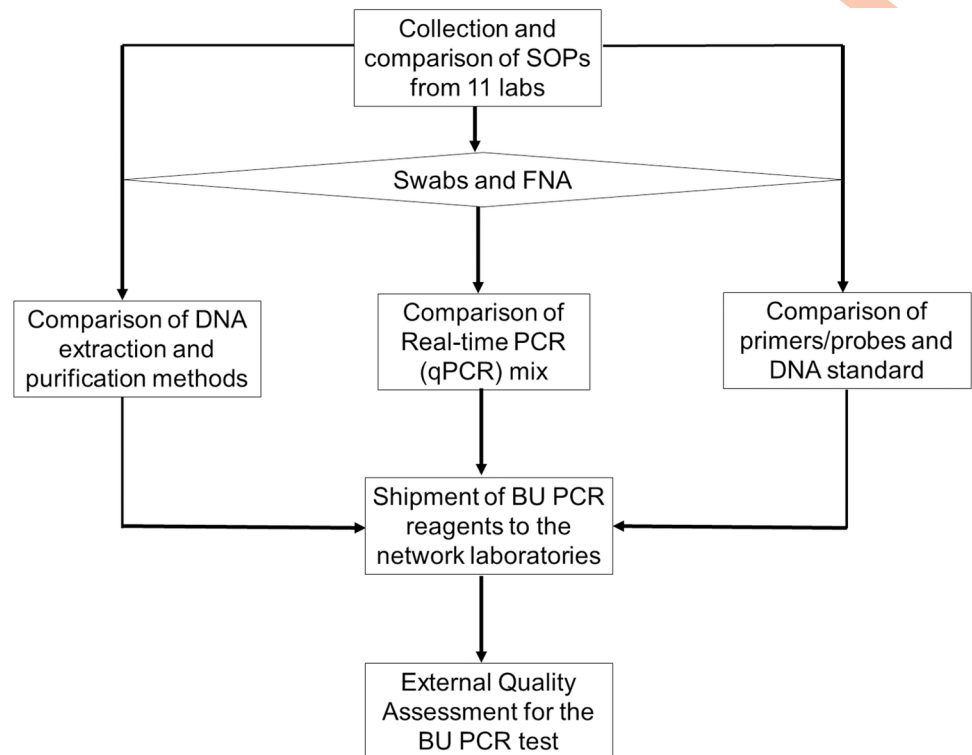 Collection and
comparison of SOPs
from 11 labs
Swabs and FNA
Comparison of DNA
extraction and
purification methods
Comparison of
Real-time PCR
(qPCR) mix
Comparison of
primers/probes and
DNA standard
Shipment of BU PCR
reagents to the
network laboratories
External Quality
Assessment for the
BU PCR test